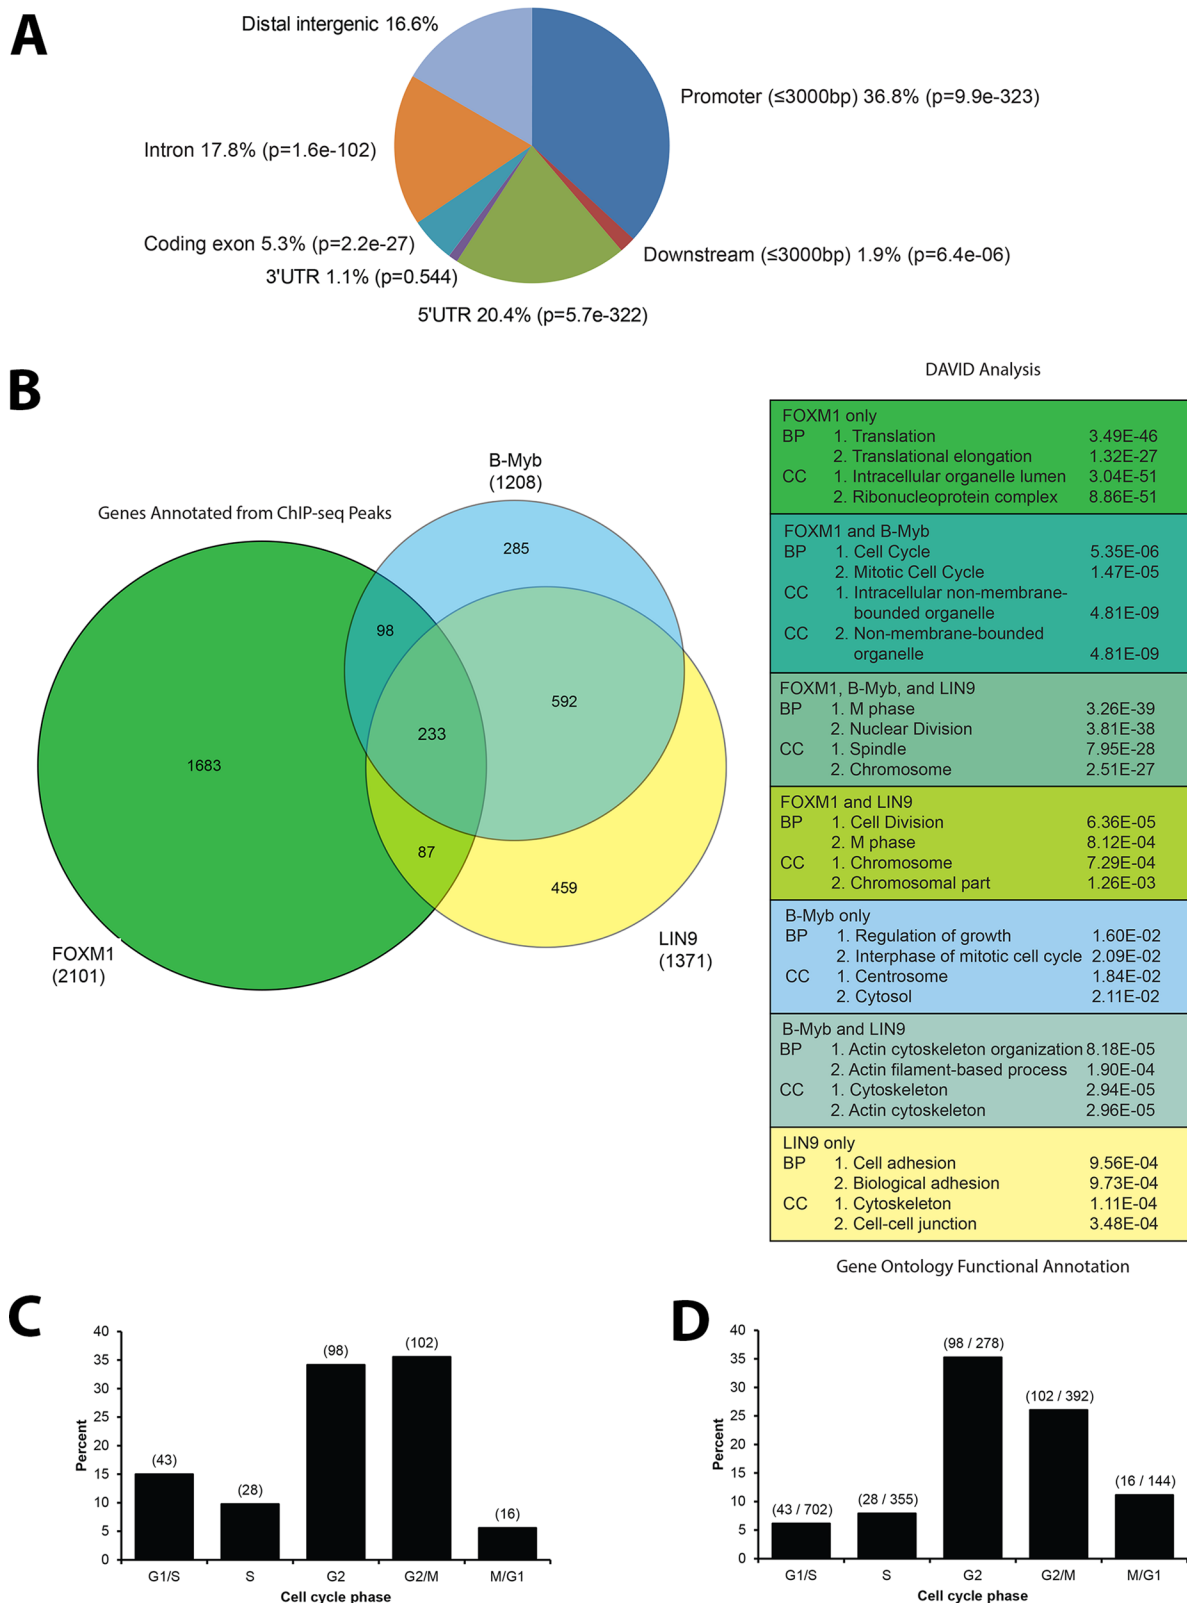 A
Distal intergenic 16.6%
Promoter (≤3000bp) 36.8% (p=9.9e-323)
Intron 17.8% (p=1.6e-102)
Coding exon 5.3% (p=2.2e-27)
Downstream (≤3000bp) 1.9% (p=6.4e-06)
3'UTR 1.1% (p=0.544)
5'UTR 20.4% (p=5.7e-322)
B
Genes Annotated from ChIP-seq Peaks
B-Myb
(1208)
285
98
592
233
1683
87
459
FOXM1
(2101)
LIN9
(1371)
DAVID Analysis
FOXM1 only
BP 1. Translation 3.49E-46
2. Translational elongation 1.32E-27
CC 1. Intracellular organelle lumen 3.04E-51
2. Ribonucleoprotein complex 8.86E-51
FOXM1 and B-Myb
BP 1. Cell Cycle 5.35E-06
2. Mitotic Cell Cycle 1.47E-05
CC 1. Intracellular non-membrane-
bounded organelle 4.81E-09
CC 2. Non-membrane-bounded
organelle 4.81E-09
FOXM1, B-Myb, and LIN9
BP 1. M phase 3.26E-39
2. Nuclear Division 3.81E-38
CC 1. Spindle 7.95E-28
2. Chromosome 2.51E-27
FOXM1 and LIN9
BP 1. Cell Division 6.36E-05
2. M phase 8.12E-04
CC 1. Chromosome 7.29E-04
2. Chromosomal part 1.26E-03
B-Myb only
BP 1. Regulation of growth 1.60E-02
2. Interphase of mitotic cell cycle 2.09E-02
CC 1. Centrosome 1.84E-02
2. Cytosol 2.11E-02
B-Myb and LIN9
BP 1. Actin cytoskeleton organization 8.18E-05
2. Actin filament-based process 1.90E-04
CC 1. Cytoskeleton 2.94E-05
2. Actin cytoskeleton 2.96E-05
LIN9 only
BP 1. Cell adhesion 9.56E-04
2. Biological adhesion 9.73E-04
CC 1. Cytoskeleton 1.11E-04
2. Cell-cell junction 3.48E-04
Gene Ontology Functional Annotation
C
Percent
40
35
30
25
20
15
10
5
0
(43)
(28)
(98)
(102)
(16)
G1/S S G2 G2/M M/G1
Cell cycle phase
D
Percent
40
35
30
25
20
15
10
5
0
(43 / 702)
(28 / 355)
(98 / 278)
(102 / 392)
(16 / 144)
G1/S S G2 G2/M M/G1
Cell cycle phase